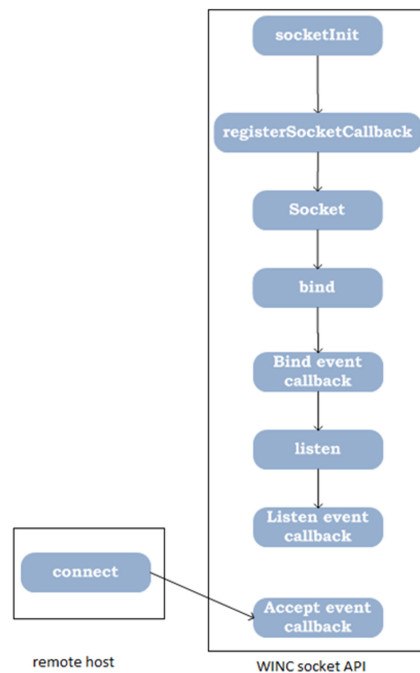 socketInit
registerSocketCallback
Socket
bind
Bind event
callback
listen
Listen event
callback
connect
Accept event
callback
remote host
WINC socket API